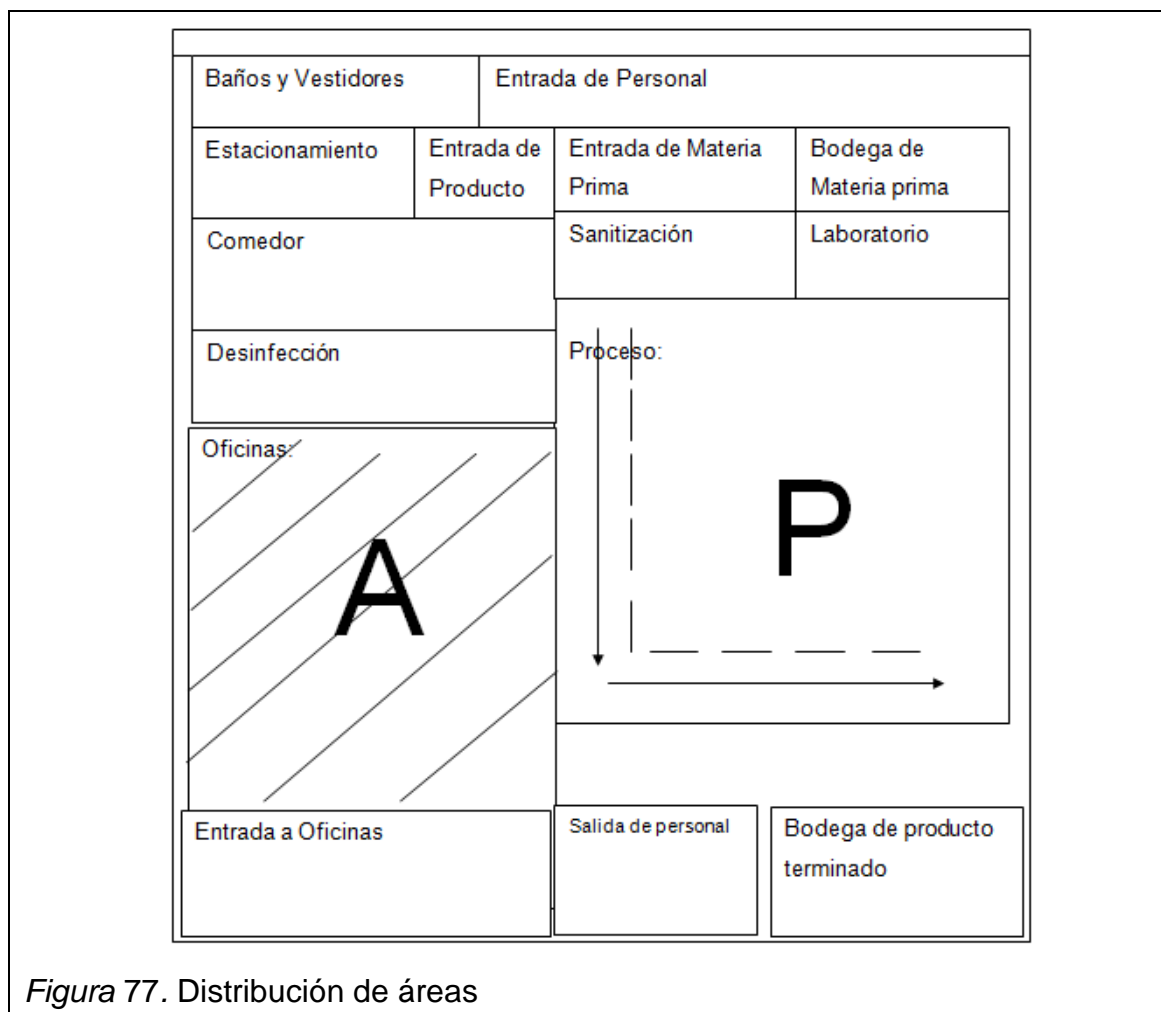 Baños y Vestidores
Entrada de Personal
Estacionamiento
Entrada de
Producto
Entrada de Materia
Prima
Bodega de
Materia prima
Comedor
Sanitización
Laboratorio
Desinfección
Proceso:
Oficinas:
A
P
Entrada a Oficinas
Salida de personal
Bodega de producto
terminado
Figura 77. Distribución de áreas